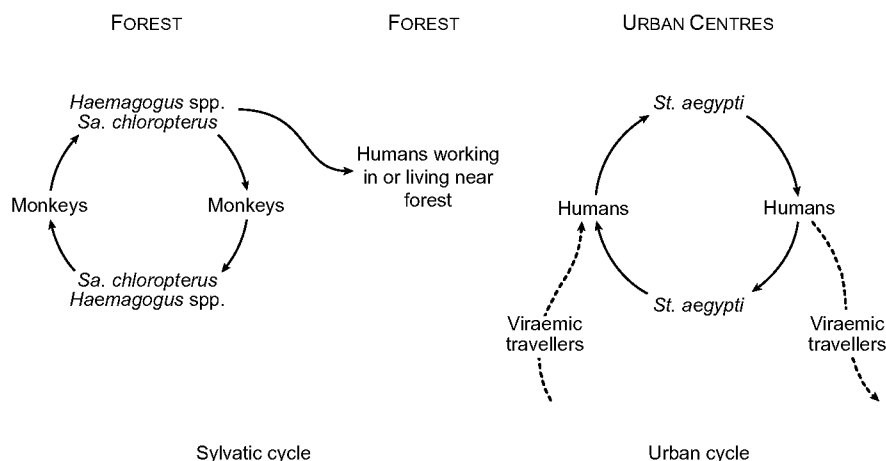 FOREST
FOREST
URBAN CENTRES
Haemagogus spp.
Sa. chloropterus
Monkeys
Monkeys
Sa. chloropterus
Haemagogus spp.
Humans working
in or living near
forest
St. aegypti
Humans
Humans
St. aegypti
Viraemic
travellers
Viraemic
travellers
Sylvatic cycle
Urban cycle